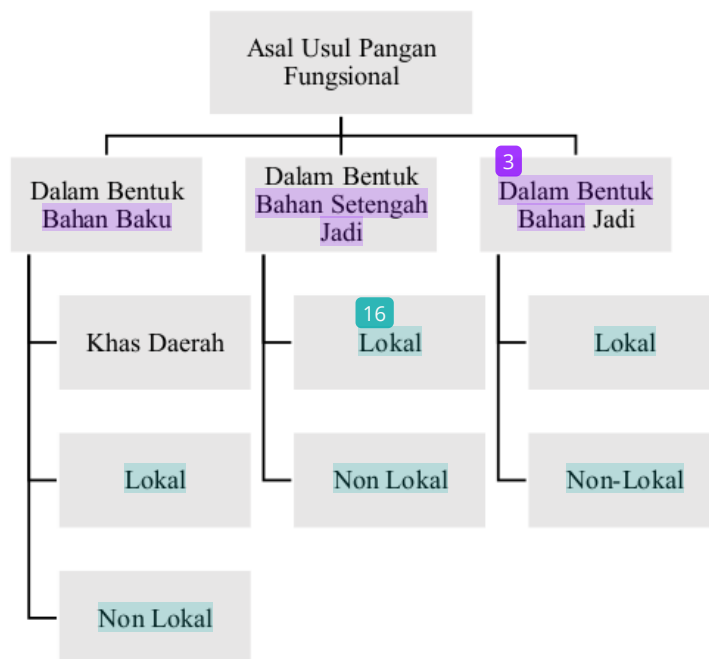 Asal Usul Pangan
Fungsional
Dalam Bentuk
Bahan Baku
Dalam Bentuk
Bahan Setengah
Jadi
3
Dalam Bentuk
Bahan Jadi
Khas Daerah
16
Lokal
Lokal
Lokal
Non Lokal
Non-Lokal
Non Lokal